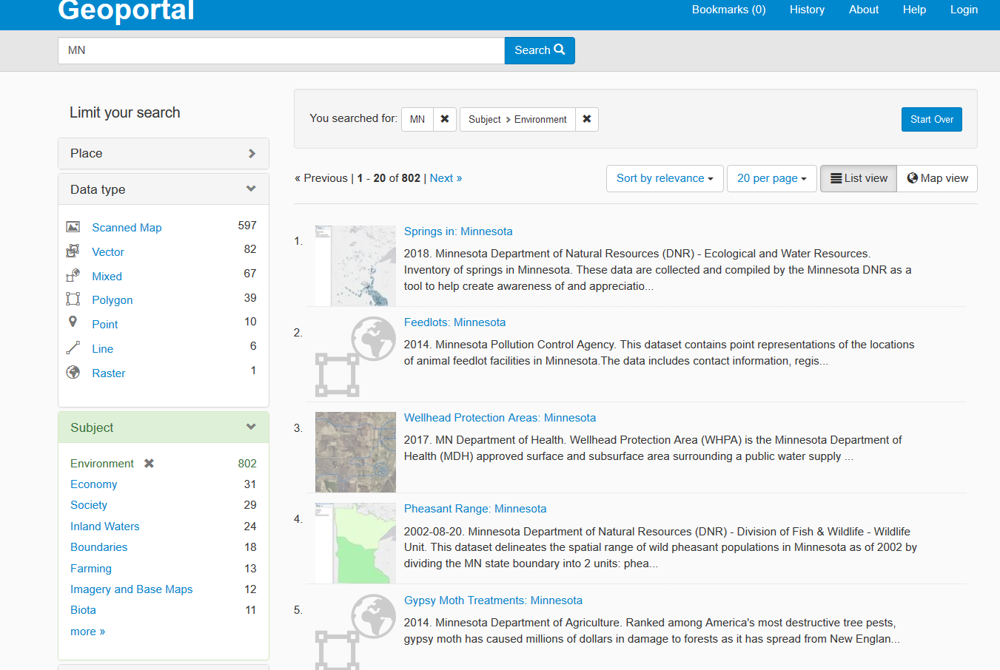 Geoportal
Bookmarks (0) History About Help Login
MN
Search
Limit your search
Place
Data type
Scanned Map 597
Vector 82
Mixed 67
Polygon 39
Point 10
Line 6
Raster 1
Subject
Environment ✖ 802
Economy 31
Society 29
Inland Waters 24
Boundaries 18
Farming 13
Imagery and Base Maps 12
Biota 11
more »
You searched for: MN ✖ Subject > Environment ✖ Start Over
« Previous | 1 - 20 of 802 | Next »
Sort by relevance 20 per page List view Map view
1. Springs in: Minnesota
2018. Minnesota Department of Natural Resources (DNR) - Ecological and Water Resources.
Inventory of springs in Minnesota. These data are collected and compiled by the Minnesota DNR as a
tool to help create awareness of and appreciatio...
2. Feedlots: Minnesota
2014. Minnesota Pollution Control Agency. This dataset contains point representations of the locations
of animal feedlot facilities in Minnesota.The data includes contact information, regis...
3. Wellhead Protection Areas: Minnesota
2017. MN Department of Health. Wellhead Protection Area (WHPA) is the Minnesota Department of
Health (MDH) approved surface and subsurface area surrounding a public water supply ...
4. Pheasant Range: Minnesota
2002-08-20. Minnesota Department of Natural Resources (DNR) - Division of Fish & Wildlife - Wildlife
Unit. This dataset delineates the spatial range of wild pheasant populations in Minnesota as of 2002 by
dividing the MN state boundary into 2 units: phea...
5. Gypsy Moth Treatments: Minnesota
2014. Minnesota Department of Agriculture. Ranked among America's most destructive tree pests,
gypsy moth has caused millions of dollars in damage to forests as it has spread from New Englan...